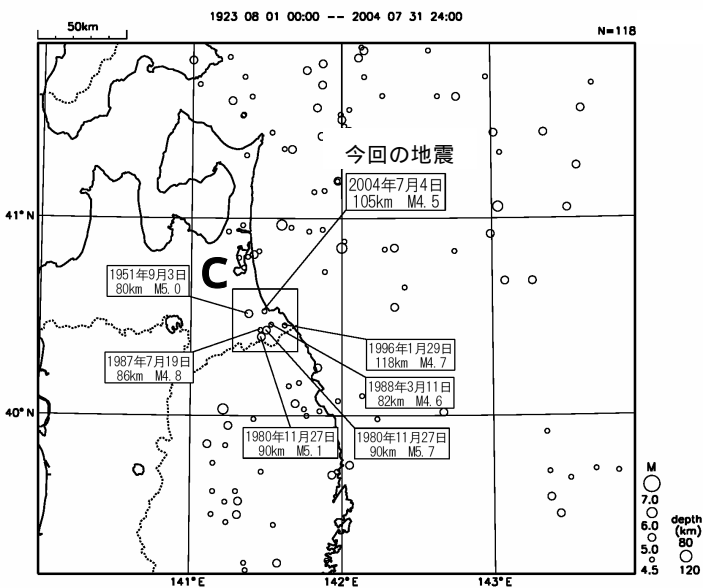 1923 08 01 00:00 -- 2004 07 31 24:00
50km
N=118
今回の地震
2004年7月4日
105km M4.5
41°N
C
1951年9月3日
80km M5.0
1987年7月19日
86km M4.8
1996年1月29日
118km M4.7
1988年3月11日
82km M4.6
40°N
1980年11月27日
90km M5.1
1980年11月27日
90km M5.7
M
7.0
6.0
5.0
4.5
depth
(km)
80
120
141°E
142°E
143°E